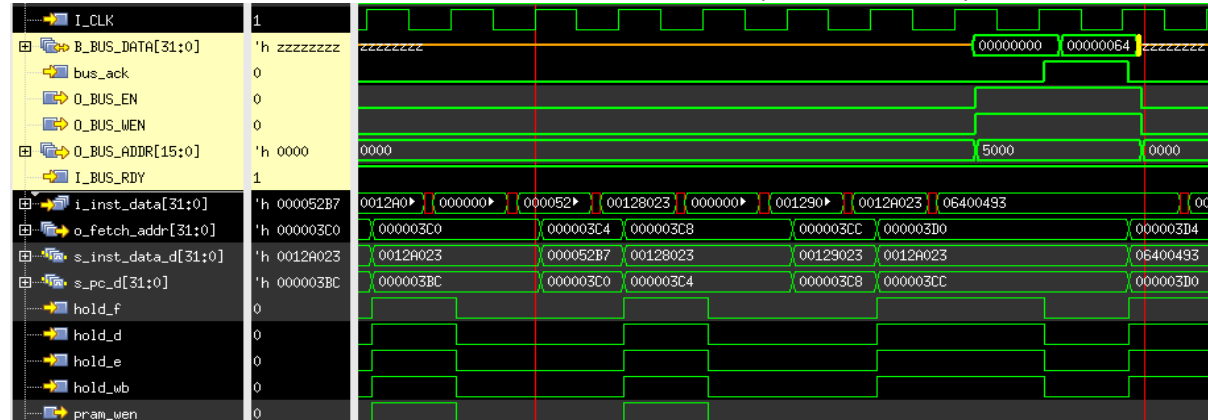 I_CLK 1
B_BUS_DATA[31:0] 'h zzzzzzzz zzzzzzzz 00000000 00000064 zzzzzzzz
bus_ack 0
O_BUS_EN 0
O_BUS_WEN 0
O_BUS_ADDR[15:0] 'h 0000 0000 5000 0000
I_BUS_RDY 1
i_inst_data[31:0] 'h 000052B7 0012A0 000000 000052 00128023 000000 001290 0012A023 06400493 00
o_fetch_addr[31:0] 'h 000003C0 000003C0 000003C4 000003C8 000003CC 000003D0 000003D4
s_inst_data_d[31:0] 'h 0012A023 0012A023 000052B7 00128023 00129023 0012A023 06400493
s_pc_d[31:0] 'h 000003BC 000003BC 000003C0 000003C4 000003C8 000003CC 000003D0
hold_f 0
hold_d 0
hold_e 0
hold_wb 0
pram_wen 0